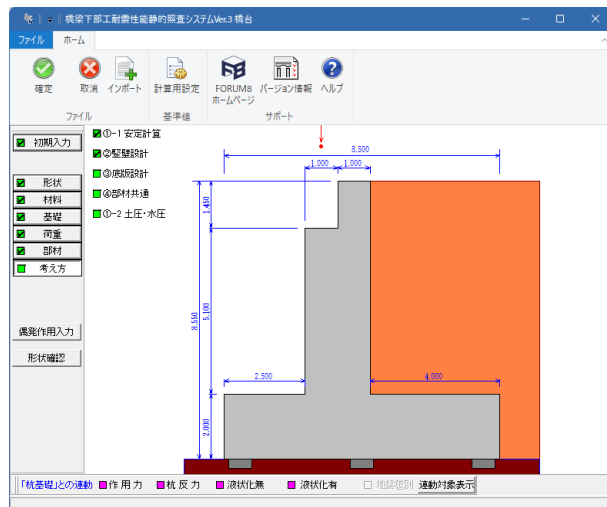 橋梁下部工耐震性能静的照査システムVer.3 橋台
ファイル ホーム
確定 取消 インポート 計算用設定 FORUM8 ホームページ バージョン情報 ヘルプ
ファイル 基準値 サポート
初期入力
①-1 安定計算
②竪壁設計
③底版設計
④部材共通
①-2 土圧・水圧
形状
材料
基礎
荷重
部材
考え方
偶発作用入力
形状確認
8.500
1.000 1.000
1.450
5.100
8.550
2.500
4.000
2.000
「杭基礎」との連動 作用力 杭反力 液状化無 液状化有 地盤種別 連動対象表示